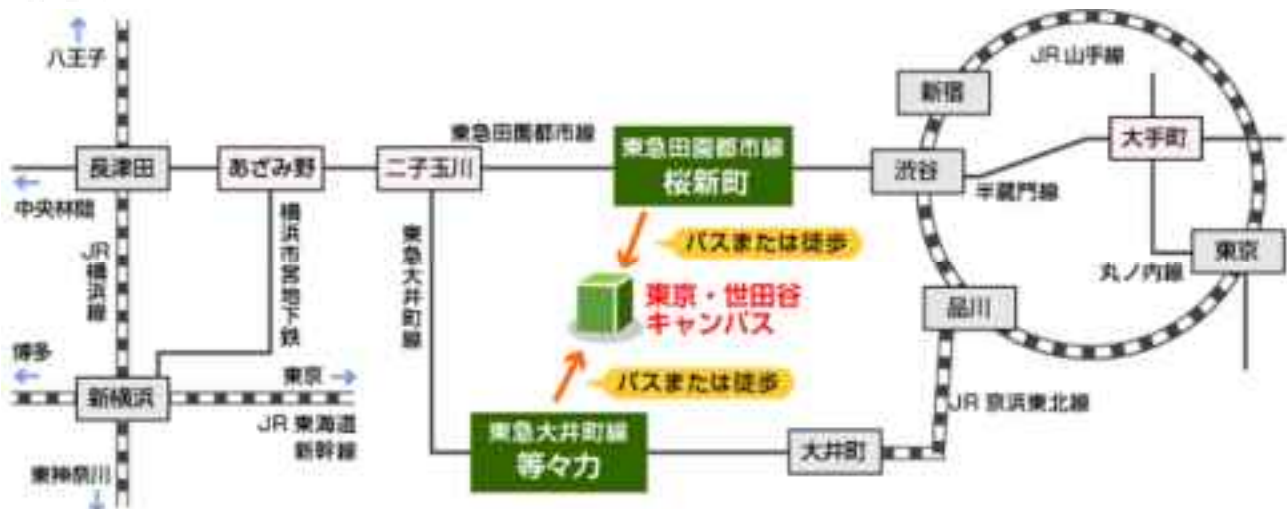 八王子
JR山手線
新宿
東急田園都市線
東急田園都市線
桜新町
大手町
長津田
あざみ野
二子玉川
渋谷
半蔵門線
中央林間
JR横浜線
横浜市営地下鉄
東急大井町線
バスまたは徒歩
東京・世田谷
キャンパス
東京
丸ノ内線
品川
博多
新横浜
東京
JR東海道
新幹線
バスまたは徒歩
JR京浜東北線
東急大井町線
等々力
大井町
東神奈川